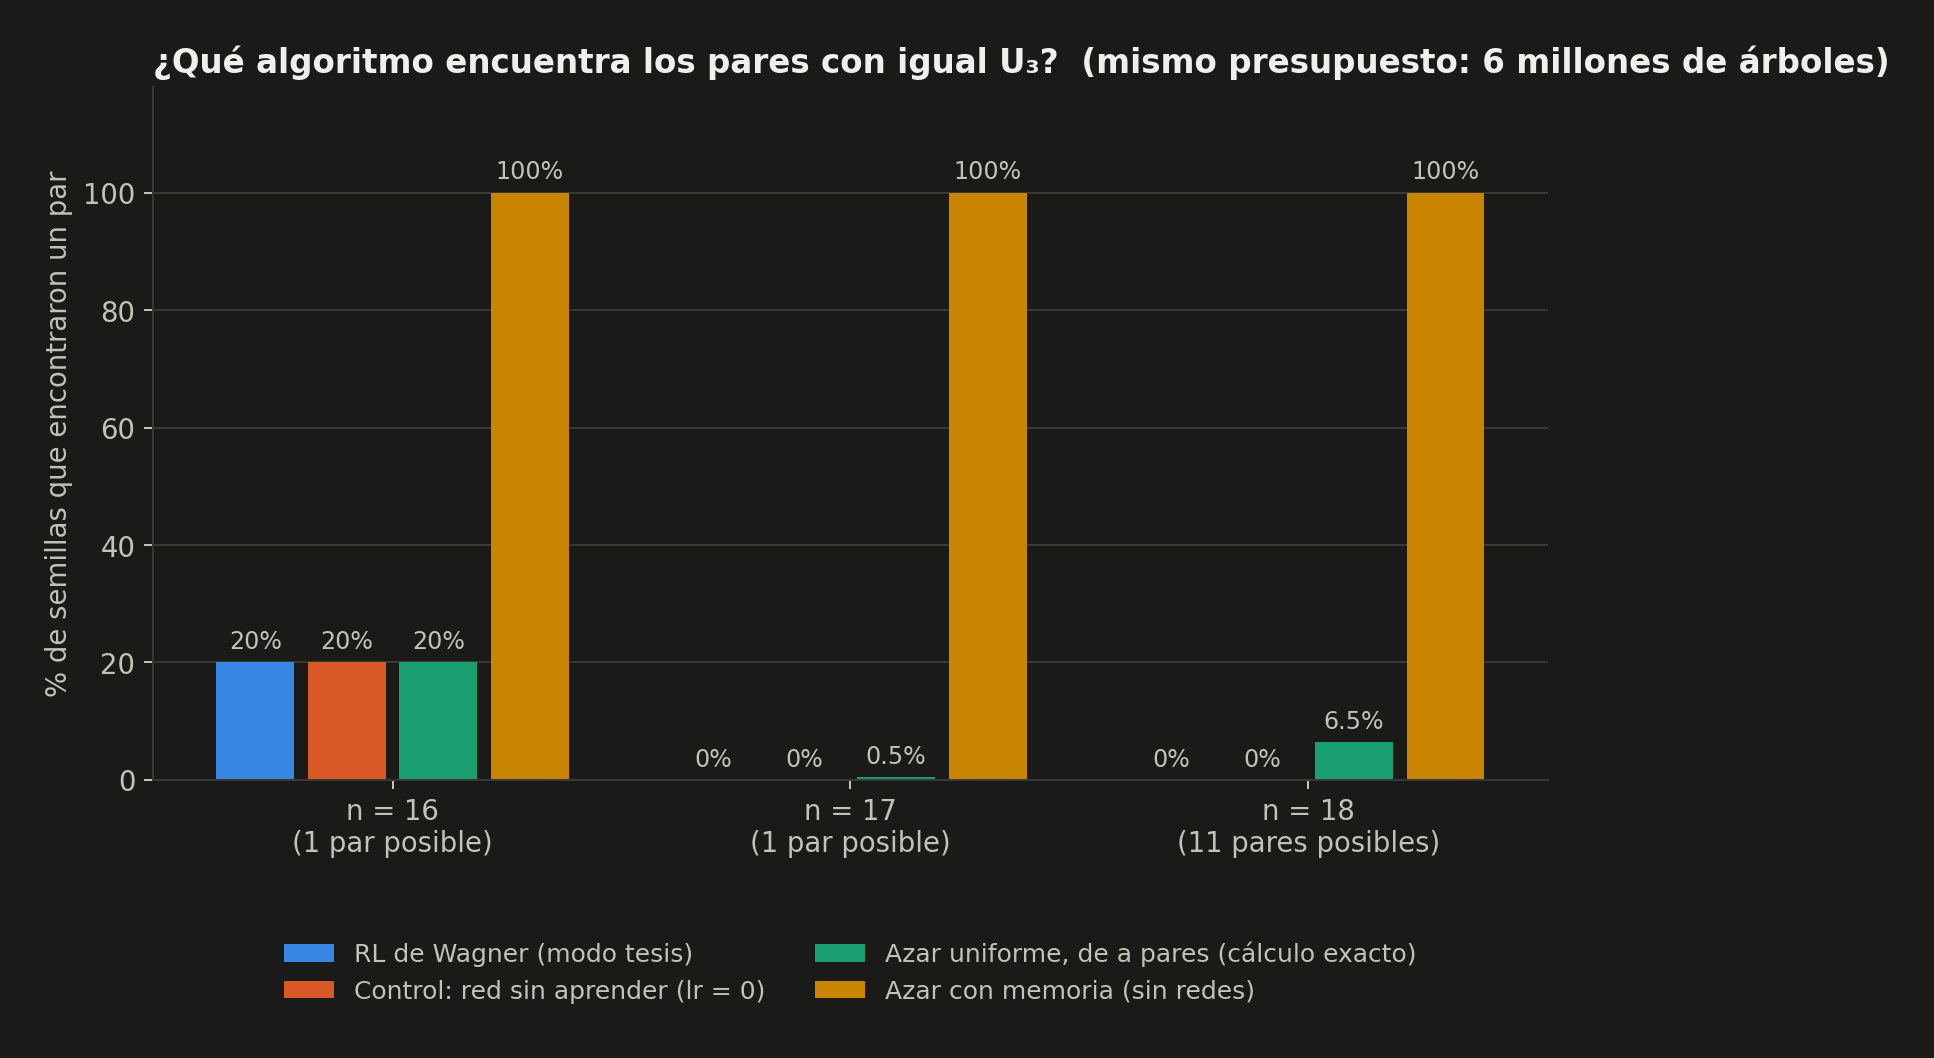 ¿Qué algoritmo encuentra los pares con igual U₃?  (mismo presupuesto: 6 millones de árboles)
% de semillas que encontraron un par
100
80
60
40
20
0
20%
20%
20%
100%
0%
0%
0.5%
100%
0%
0%
6.5%
100%
n = 16
(1 par posible)
n = 17
(1 par posible)
n = 18
(11 pares posibles)
RL de Wagner (modo tesis)
Control: red sin aprender (lr = 0)
Azar uniforme, de a pares (cálculo exacto)
Azar con memoria (sin redes)